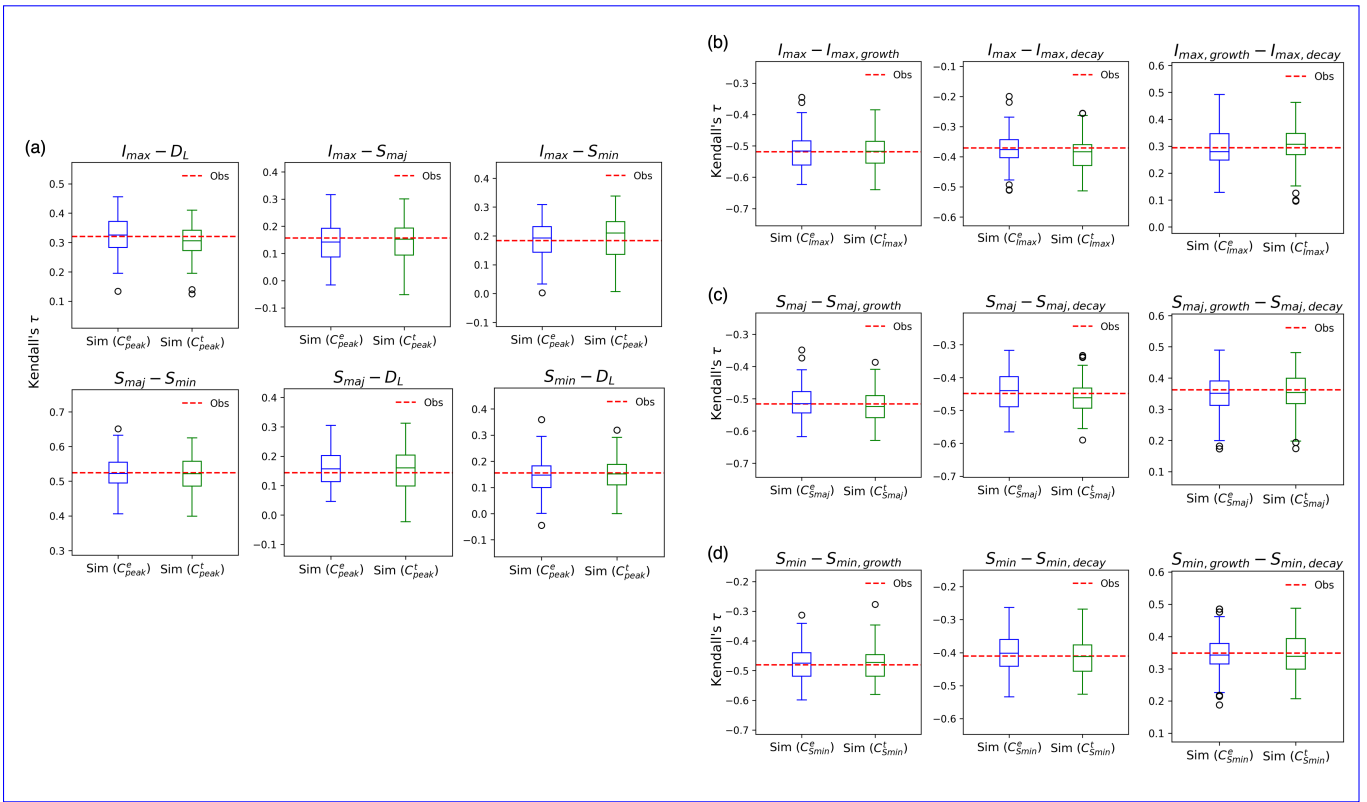 (a)
Kendall's τ
I_max − D_L
Obs
0.5
0.4
0.3
0.2
0.1
Sim (C^e_peak) Sim (C^t_peak)
I_max − S_maj
Obs
0.4
0.3
0.2
0.1
0.0
−0.1
Sim (C^e_peak) Sim (C^t_peak)
I_max − S_min
Obs
0.4
0.3
0.2
0.1
0.0
−0.1
Sim (C^e_peak) Sim (C^t_peak)
S_maj − S_min
Obs
0.7
0.6
0.5
0.4
0.3
Sim (C^e_peak) Sim (C^t_peak)
S_maj − D_L
Obs
0.4
0.3
0.2
0.1
0.0
−0.1
Sim (C^e_peak) Sim (C^t_peak)
S_min − D_L
Obs
0.4
0.3
0.2
0.1
0.0
−0.1
Sim (C^e_peak) Sim (C^t_peak)
(b)
Kendall's τ
I_max − I_max,growth
Obs
−0.3
−0.4
−0.5
−0.6
−0.7
Sim (C^e_Imax) Sim (C^t_Imax)
I_max − I_max,decay
Obs
−0.1
−0.2
−0.3
−0.4
−0.5
−0.6
Sim (C^e_Imax) Sim (C^t_Imax)
I_max,growth − I_max,decay
Obs
0.6
0.5
0.4
0.3
0.2
0.1
0.0
Sim (C^e_Imax) Sim (C^t_Imax)
(c)
Kendall's τ
S_maj − S_maj,growth
Obs
−0.3
−0.4
−0.5
−0.6
−0.7
Sim (C^e_Smaj) Sim (C^t_Smaj)
S_maj − S_maj,decay
Obs
−0.3
−0.4
−0.5
−0.6
−0.7
Sim (C^e_Smaj) Sim (C^t_Smaj)
S_maj,growth − S_maj,decay
Obs
0.6
0.5
0.4
0.3
0.2
0.1
Sim (C^e_Smaj) Sim (C^t_Smaj)
(d)
Kendall's τ
S_min − S_min,growth
Obs
−0.2
−0.3
−0.4
−0.5
−0.6
−0.7
Sim (C^e_Smin) Sim (C^t_Smin)
S_min − S_min,decay
Obs
−0.2
−0.3
−0.4
−0.5
−0.6
Sim (C^e_Smin) Sim (C^t_Smin)
S_min,growth − S_min,decay
Obs
0.6
0.5
0.4
0.3
0.2
0.1
Sim (C^e_Smin) Sim (C^t_Smin)